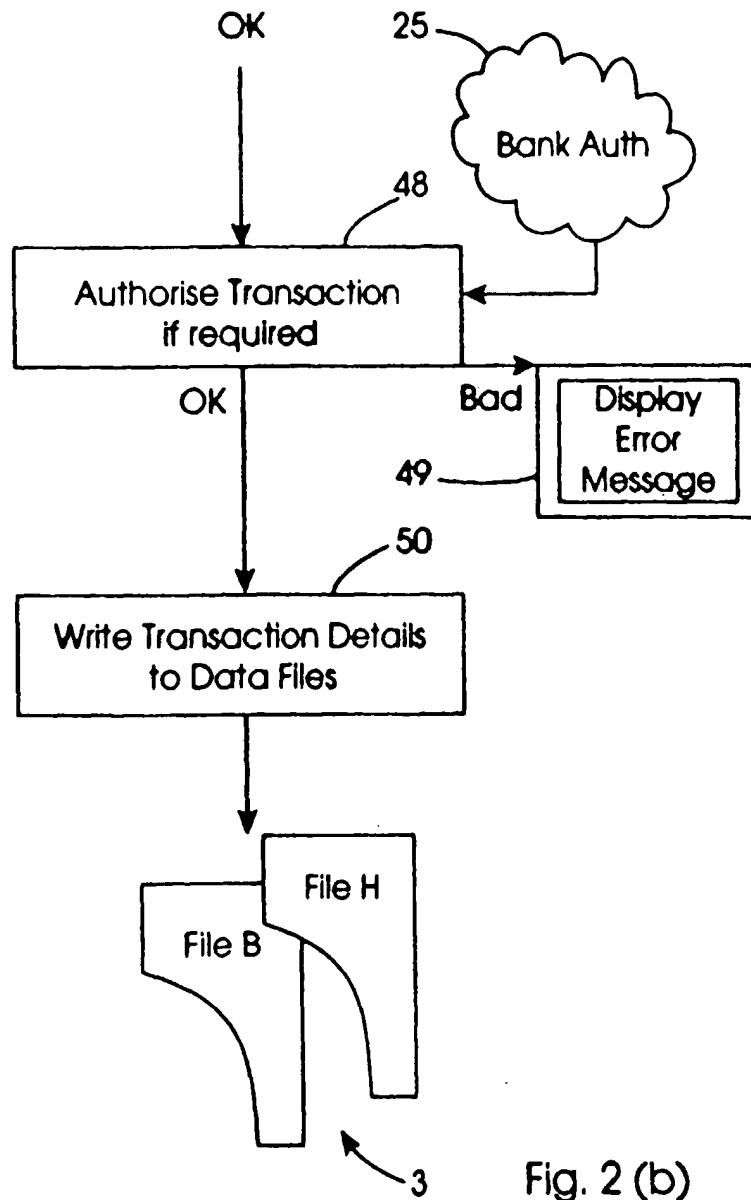 OK
25
Bank Auth
48
Authorise Transaction
if required
OK
Bad
Display
Error
Message
49
50
Write Transaction Details
to Data Files
File H
File B
3
Fig. 2 (b)